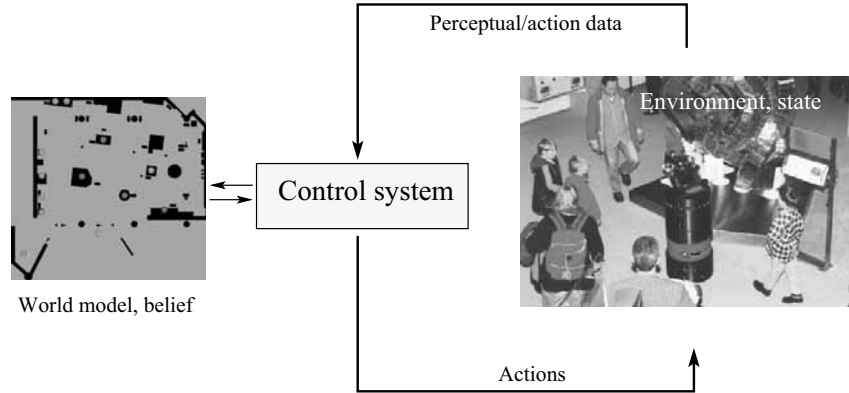 Perceptual/action data
Environment, state
Control system
World model, belief
Actions